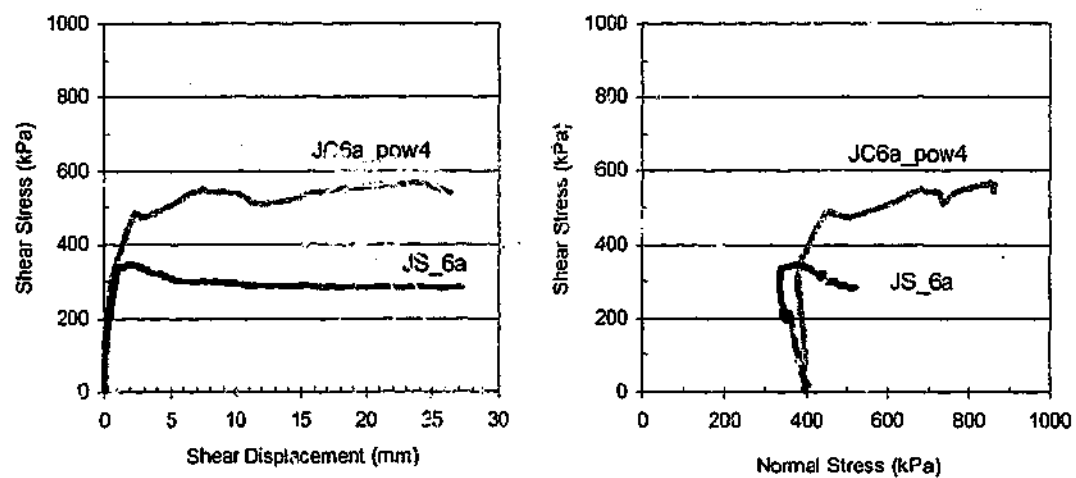 1000
800
600
400
200
0
Shear Stress (kPa)
JC6a_pow4
JS_6a
0 5 10 15 20 25 30
Shear Displacement (mm)
1000
800
600
400
200
0
Shear Stress (kPa)
JC6a_pow4
JS_6a
0 200 400 600 800 1000
Normal Stress (kPa)